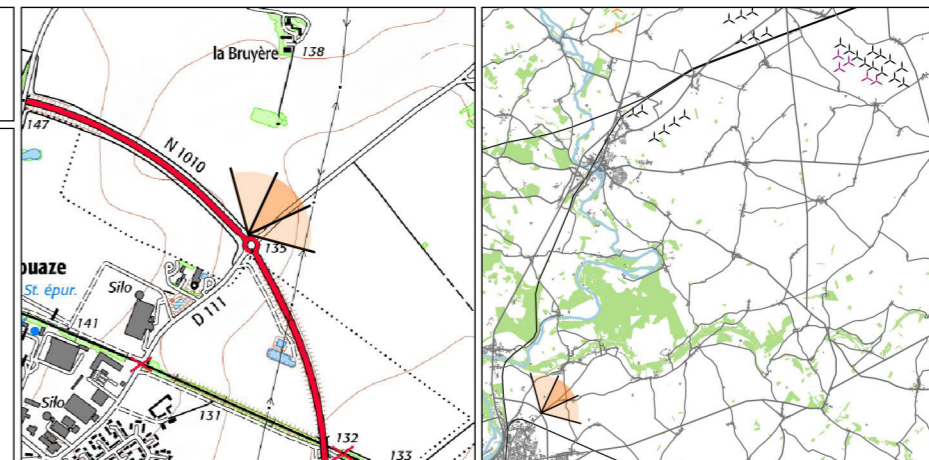 la Bruyère
138
147
N 1010
135
ouaze
St. épur.
Silo
D 111
141
Silo
131
132
133